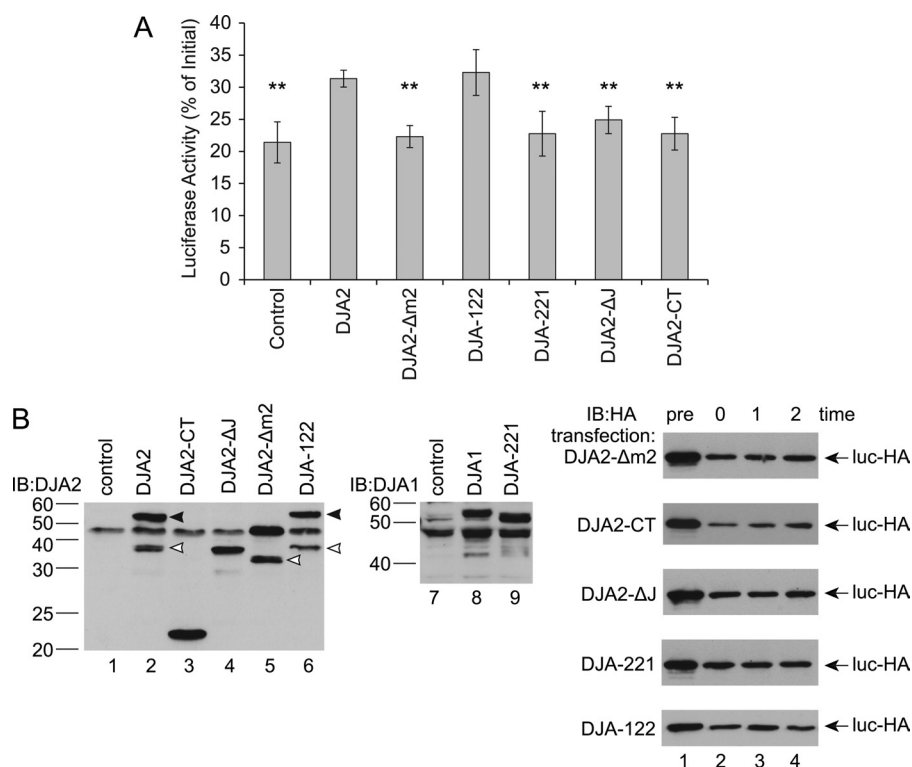 A
Luciferase Activity (% of Initial)
40
35
30
25
20
15
10
5
0
** ** ** ** **
Control
DJA2
DJA2-Δm2
DJA-122
DJA-221
DJA2-ΔJ
DJA2-CT
B
IB:DJA2
control
DJA2
DJA2-CT
DJA2-ΔJ
DJA2-Δm2
DJA-122
60
50
40
30
25
20
1 2 3 4 5 6
IB:DJA1
control
DJA1
DJA-221
60
50
40
7 8 9
IB:HA pre 0 1 2 time
transfection:
DJA2-Δm2 luc-HA
DJA2-CT luc-HA
DJA2-ΔJ luc-HA
DJA-221 luc-HA
DJA-122 luc-HA
1 2 3 4